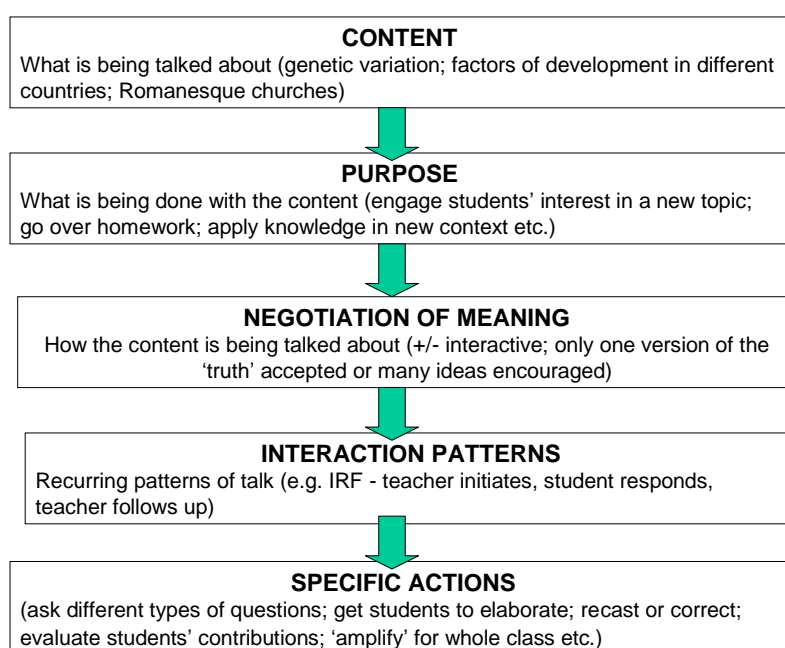 CONTENT
What is being talked about (genetic variation; factors of development in different
countries; Romanesque churches)
PURPOSE
What is being done with the content (engage students’ interest in a new topic;
go over homework; apply knowledge in new context etc.)
NEGOTIATION OF MEANING
How the content is being talked about (+/- interactive; only one version of the
‘truth’ accepted or many ideas encouraged)
INTERACTION PATTERNS
Recurring patterns of talk (e.g. IRF - teacher initiates, student responds,
teacher follows up)
SPECIFIC ACTIONS
(ask different types of questions; get students to elaborate; recast or correct;
evaluate students’ contributions; ‘amplify’ for whole class etc.)